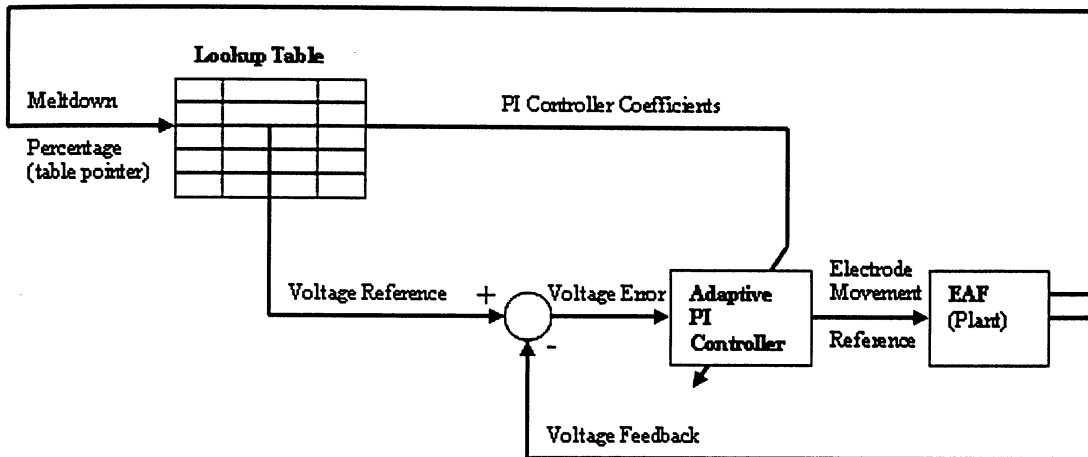 Lookup Table
Meltdown
Percentage
(table pointer)
PI Controller Coefficients
Voltage Reference
+
-
Voltage Error
Adaptive
PI
Controller
Electrode
Movement
Reference
EAF
(Plant)
Voltage Feedback